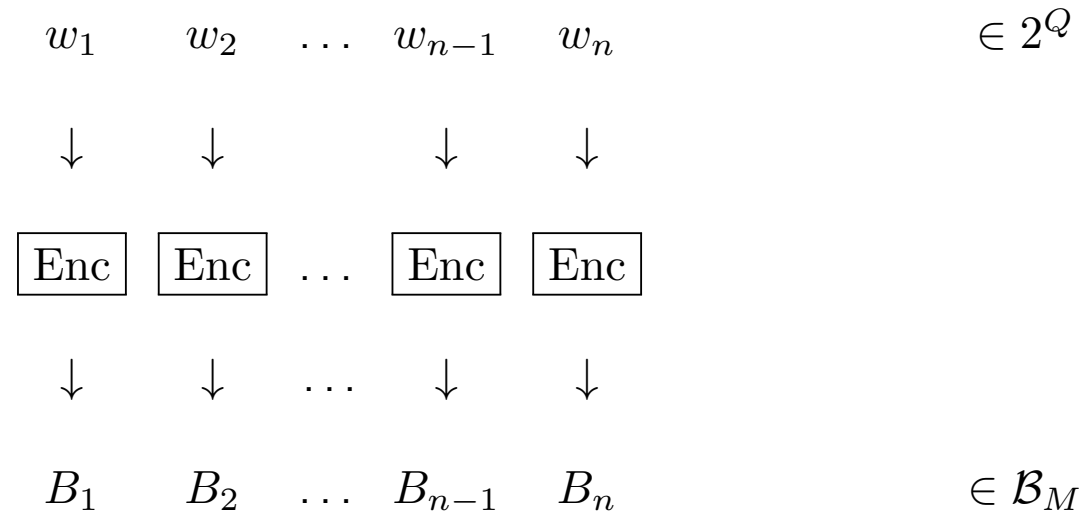 w₁ w₂ … wₙ₋₁ wₙ ∈ 2^Q
↓ ↓ ↓ ↓
Enc Enc … Enc Enc
↓ ↓ … ↓ ↓
B₁ B₂ … Bₙ₋₁ Bₙ ∈ ℬ_M